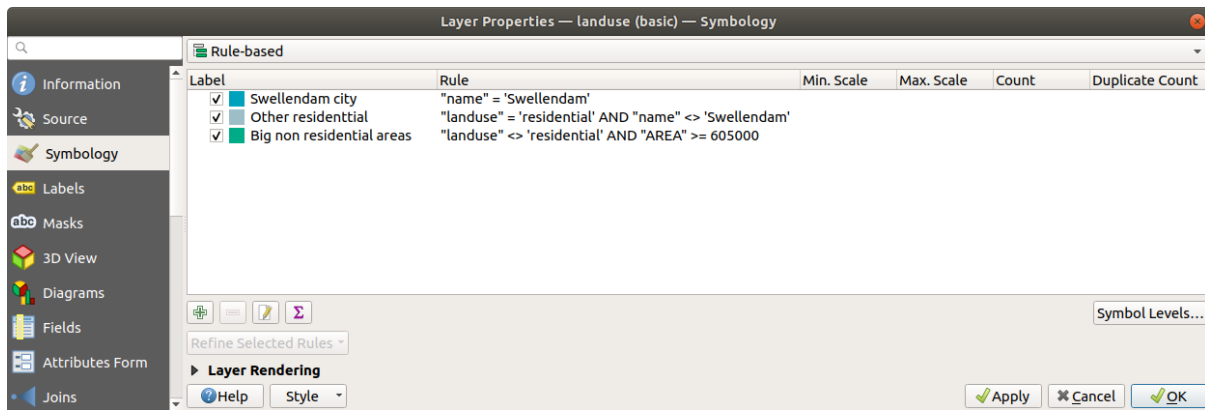 Layer Properties — landuse (basic) — Symbology
Information
Source
Symbology
Labels
Masks
3D View
Diagrams
Fields
Attributes Form
Joins
Rule-based
Label Rule Min. Scale Max. Scale Count Duplicate Count
Swellendam city "name" = 'Swellendam'
Other residenttial "landuse" = 'residential' AND "name" <> 'Swellendam'
Big non residential areas "landuse" <> 'residential' AND "AREA" >= 605000
Symbol Levels...
Refine Selected Rules
Layer Rendering
Help Style Apply Cancel OK